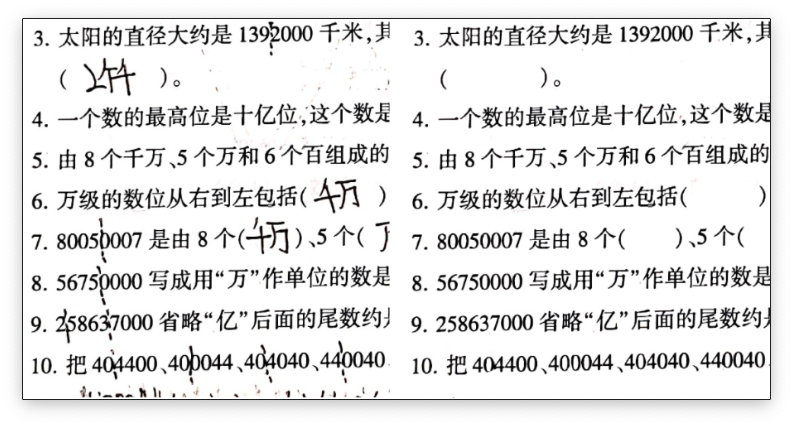 3. 太阳的直径大约是 1392000 千米,其
( )。
4. 一个数的最高位是十亿位,这个数是
5. 由 8 个千万、5 个万和 6 个百组成的
6. 万级的数位从右到左包括( 千万 )
7. 80050007 是由 8 个(千万)、5 个(
8. 56750000 写成用“万”作单位的数是
9. 258637000 省略“亿”后面的尾数约
10. 把 404400、400044、404040、440040
3. 太阳的直径大约是 1392000 千米,其
( )。
4. 一个数的最高位是十亿位,这个数是
5. 由 8 个千万、5 个万和 6 个百组成的
6. 万级的数位从右到左包括( )
7. 80050007 是由 8 个( )、5 个(
8. 56750000 写成用“万”作单位的数是
9. 258637000 省略“亿”后面的尾数约
10. 把 404400、400044、404040、440040